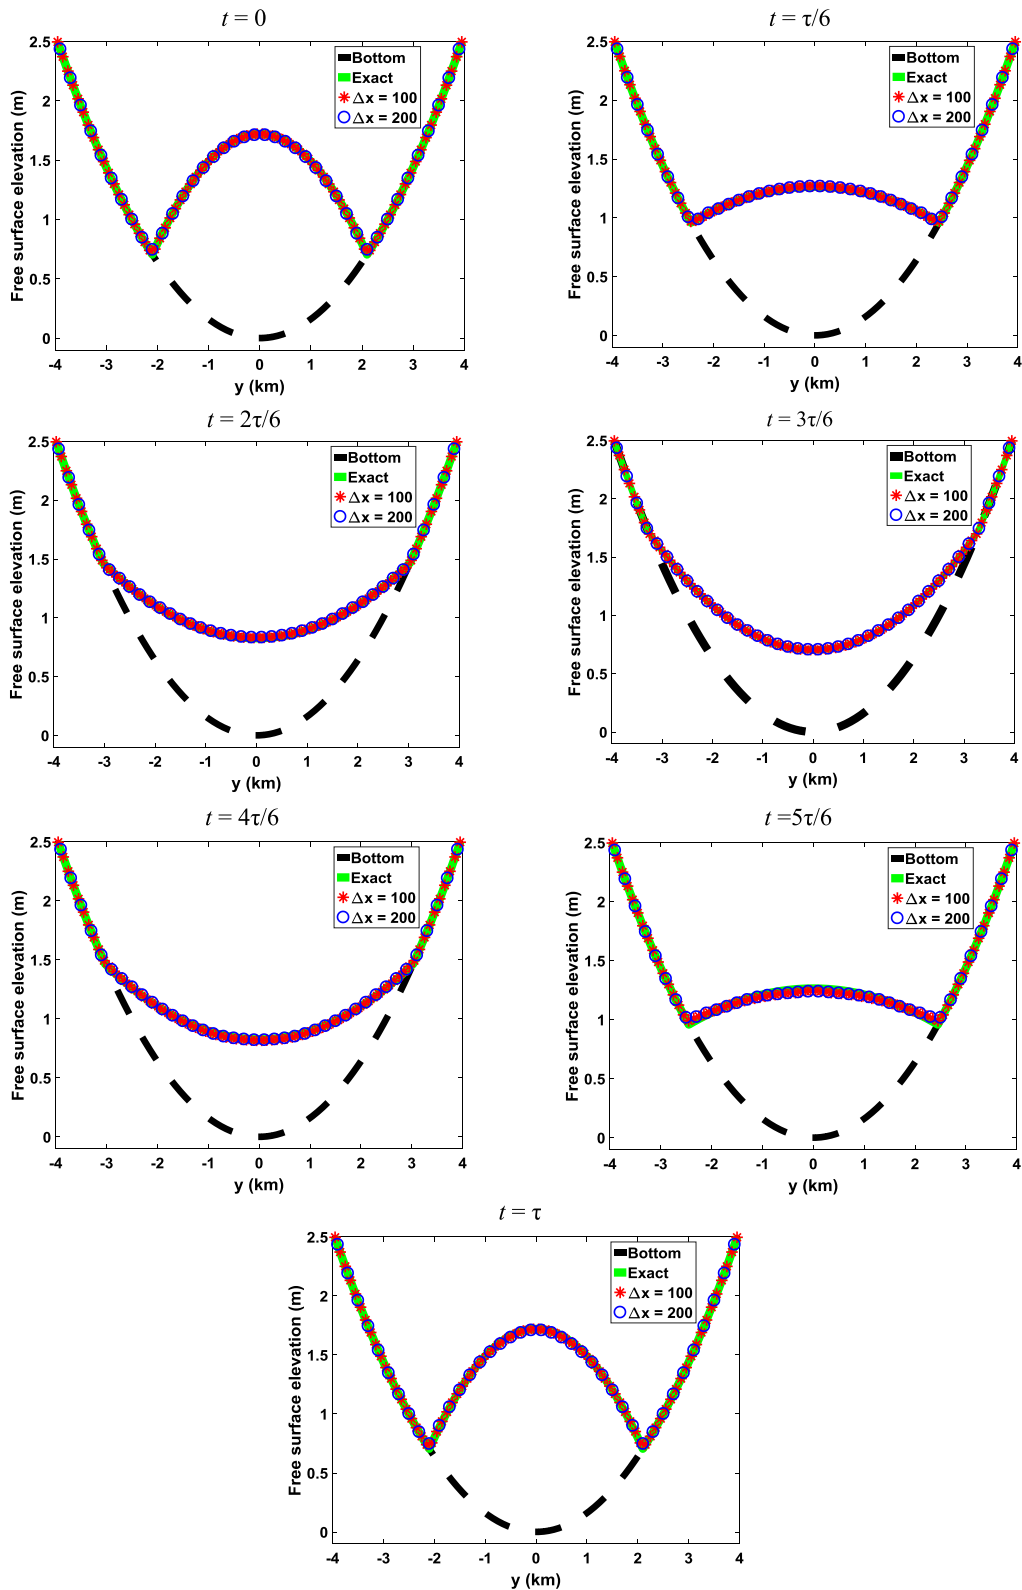 t = 0
t = τ/6
2.5
2
1.5
1
0.5
0
-4 -3 -2 -1 0 1 2 3 4
Free surface elevation (m)
y (km)
Bottom
Exact
Δx = 100
Δx = 200
2.5
2
1.5
1
0.5
0
-4 -3 -2 -1 0 1 2 3 4
Free surface elevation (m)
y (km)
Bottom
Exact
Δx = 100
Δx = 200
t = 2τ/6
t = 3τ/6
2.5
2
1.5
1
0.5
0
-4 -3 -2 -1 0 1 2 3 4
Free surface elevation (m)
y (km)
Bottom
Exact
Δx = 100
Δx = 200
2.5
2
1.5
1
0.5
0
-4 -3 -2 -1 0 1 2 3 4
Free surface elevation (m)
y (km)
Bottom
Exact
Δx = 100
Δx = 200
t = 4τ/6
t =5τ/6
2.5
2
1.5
1
0.5
0
-4 -3 -2 -1 0 1 2 3 4
Free surface elevation (m)
y (km)
Bottom
Exact
Δx = 100
Δx = 200
2.5
2
1.5
1
0.5
0
-4 -3 -2 -1 0 1 2 3 4
Free surface elevation (m)
y (km)
Bottom
Exact
Δx = 100
Δx = 200
t = τ
2.5
2
1.5
1
0.5
0
-4 -3 -2 -1 0 1 2 3 4
Free surface elevation (m)
y (km)
Bottom
Exact
Δx = 100
Δx = 200